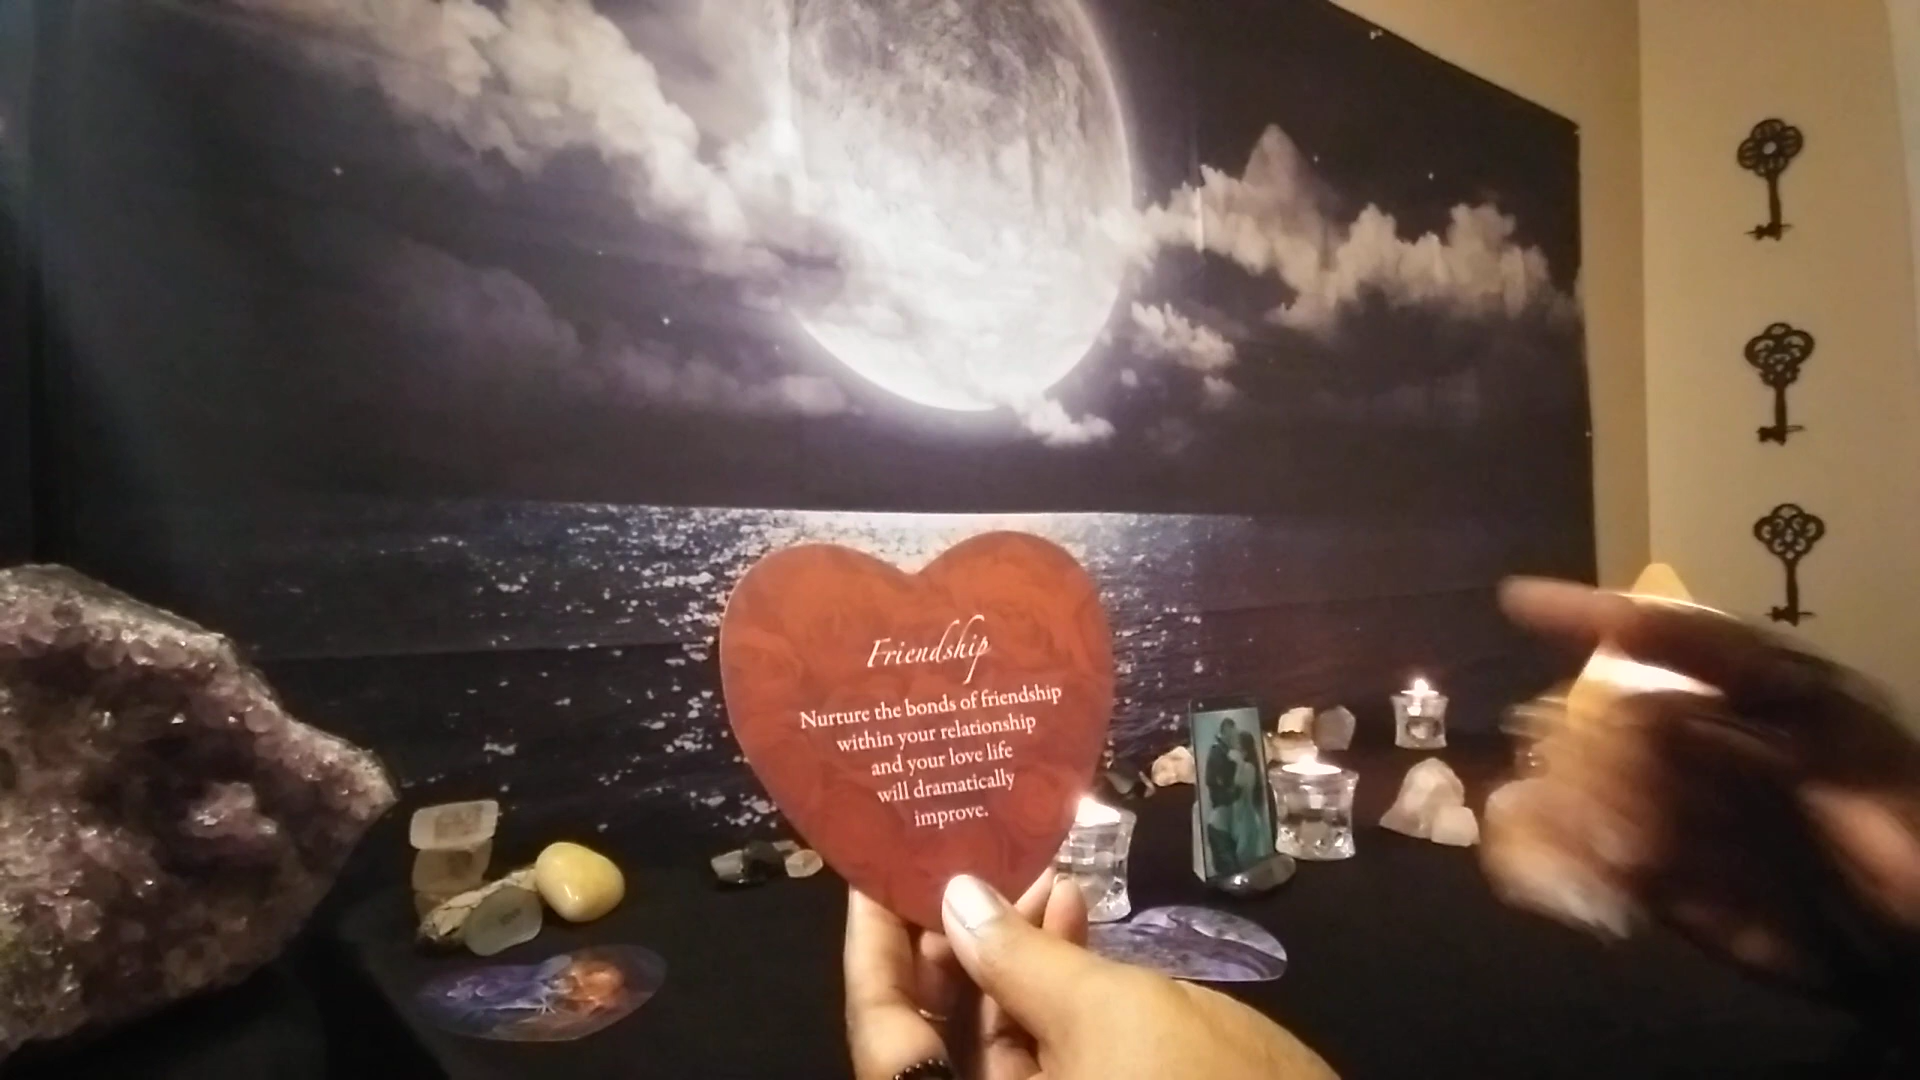 Friendship
Nurture the bonds of friendship
within your relationship
and your love life
will dramatically
improve.